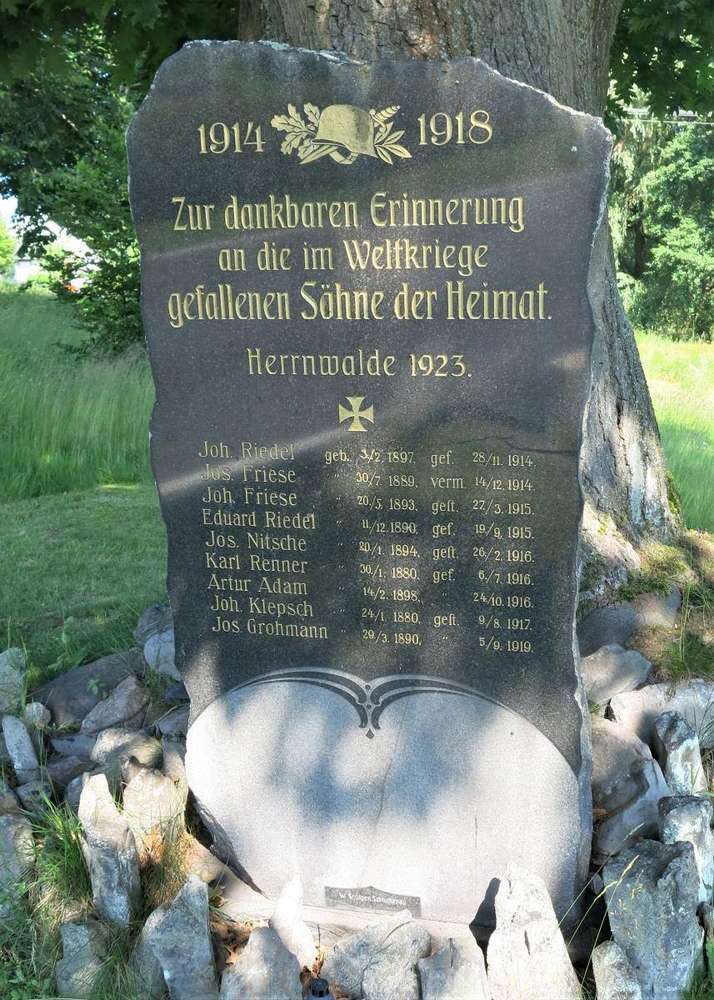 1914 1918
Zur dankbaren Erinnerung
an die im Weltkriege
gefallenen Söhne der Heimat.
Herrnwalde 1923.
Joh. Riedel geb. 3/2. 1897. gef. 28/11. 1914.
Jos. Friese " 30/7. 1889. verm. 14/12. 1914.
Joh. Friese " 20/5. 1893. gest. 27/3. 1915.
Eduard Riedel " 11/12. 1890. gef. 19/9. 1915.
Jos. Nitsche " 20/1. 1894. gest. 26/2. 1916.
Karl Renner " 30/1. 1880. gef. 6/7. 1916.
Artur Adam " 14/2. 1898. " 24/10. 1916.
Joh. Klepsch " 24/1. 1880. gest. 9/8. 1917.
Jos. Grohmann " 29/3. 1890. " 5/9. 1919.